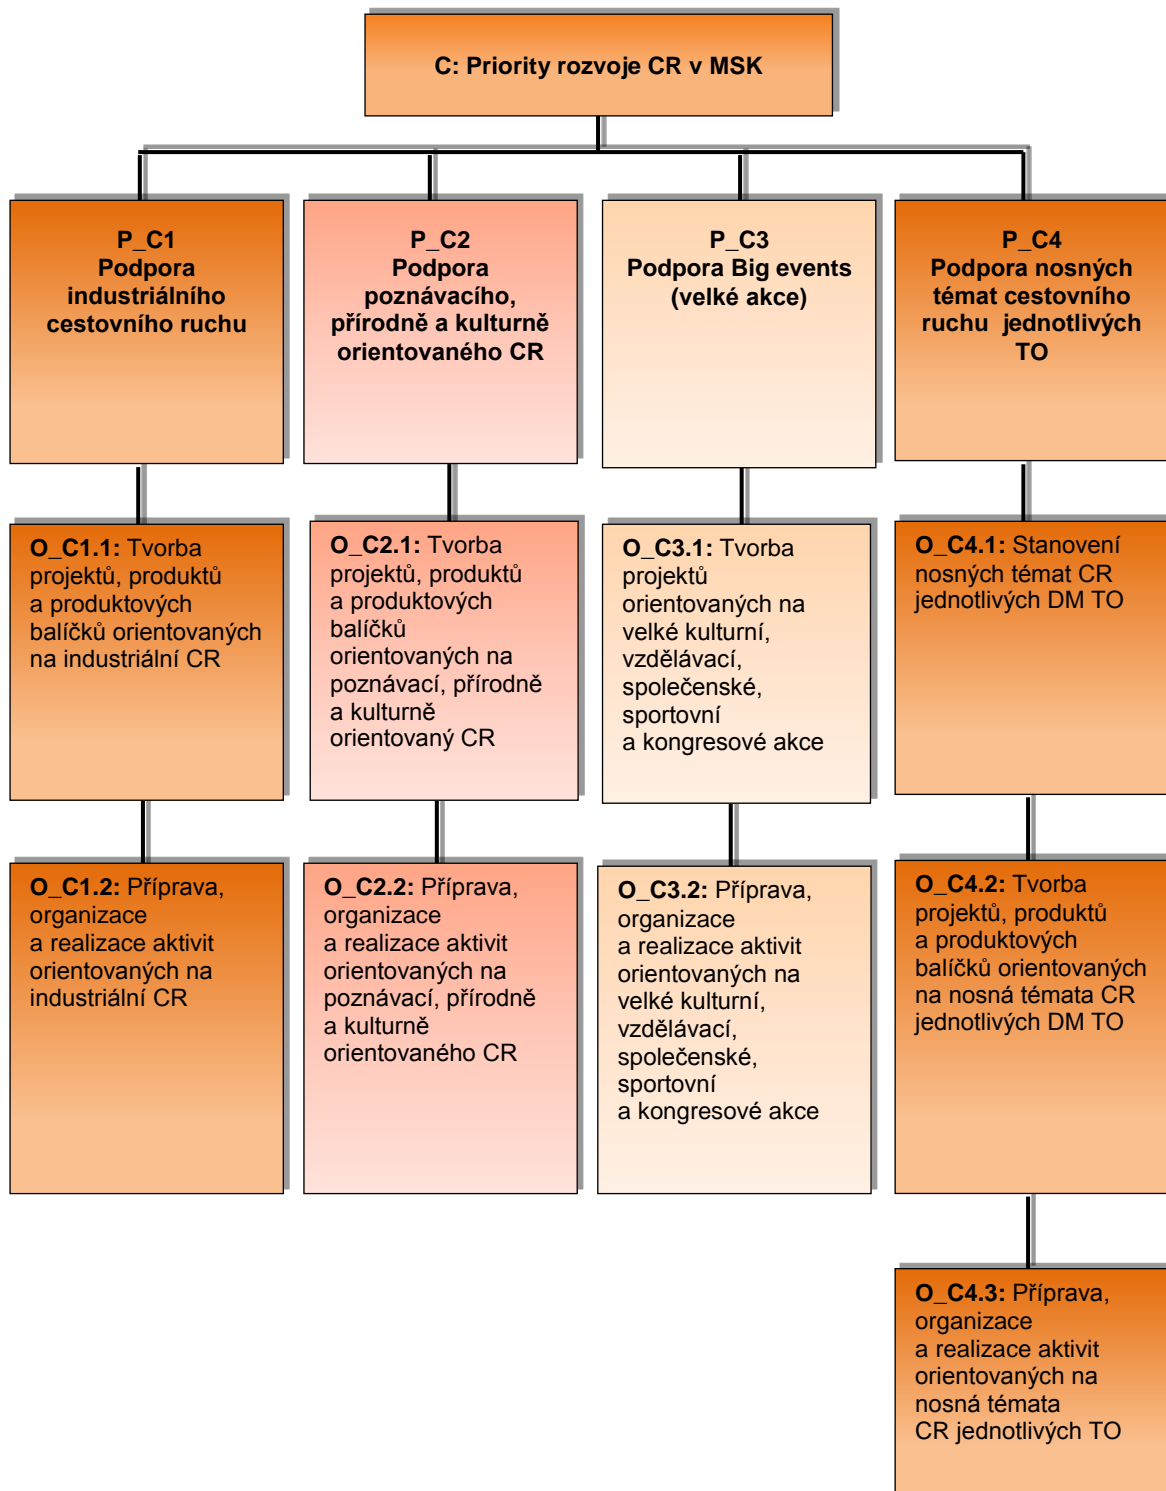 C: Priority rozvoje CR v MSK
P_C1
Podpora
industriálního
cestovního ruchu
P_C2
Podpora
poznávacího,
přírodně a kulturně
orientovaného CR
P_C3
Podpora Big events
(velké akce)
P_C4
Podpora nosných
témat cestovního
ruchu jednotlivých
TO
O_C1.1: Tvorba
projektů, produktů
a produktových
balíčků orientovaných
na industriální CR
O_C2.1: Tvorba
projektů, produktů
a produktových
balíčků
orientovaných na
poznávací, přírodně
a kulturně
orientovaný CR
O_C3.1: Tvorba
projektů
orientovaných na
velké kulturní,
vzdělávací,
společenské,
sportovní
a kongresové akce
O_C4.1: Stanovení
nosných témat CR
jednotlivých DM TO
O_C1.2: Příprava,
organizace
a realizace aktivit
orientovaných na
industriální CR
O_C2.2: Příprava,
organizace
a realizace aktivit
orientovaných na
poznávací, přírodně
a kulturně
orientovaného CR
O_C3.2: Příprava,
organizace
a realizace aktivit
orientovaných na
velké kulturní,
vzdělávací,
společenské,
sportovní
a kongresové akce
O_C4.2: Tvorba
projektů, produktů
a produktových
balíčků orientovaných
na nosná témata CR
jednotlivých DM TO
O_C4.3: Příprava,
organizace
a realizace aktivit
orientovaných na
nosná témata
CR jednotlivých TO